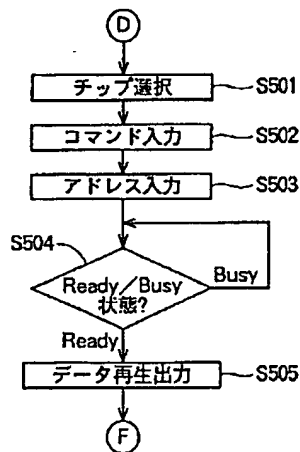 D
チップ選択 S501
コマンド入力 S502
アドレス入力 S503
S504
Ready/Busy Busy
状態?
Ready
データ再生出力 S505
F